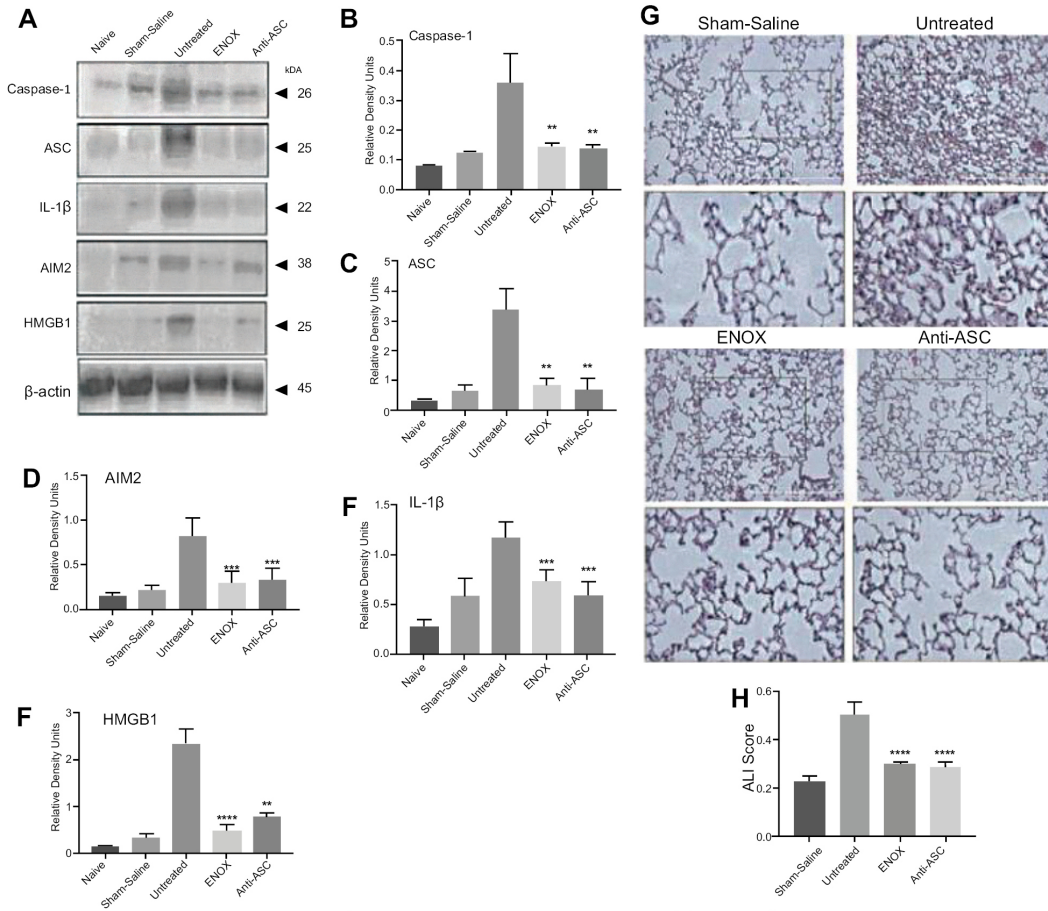 A
Naive
Sham-Saline
Untreated
ENOX
Anti-ASC
kDA
Caspase-1
26
ASC
25
IL-1β
22
AIM2
38
HMGB1
25
β-actin
45
B
Caspase-1
Relative Density Units
0.5
0.4
0.3
0.2
0.1
0.0
** **
Naive
Sham-Saline
Untreated
ENOX
Anti-ASC
C
ASC
Relative Density Units
5
4
3
2
1
0
** **
Naive
Sham-Saline
Untreated
ENOX
Anti-ASC
D
AIM2
Relative Density Units
1.5
1.0
0.5
0.0
*** ***
Naive
Sham-Saline
Untreated
ENOX
Anti-ASC
F
IL-1β
Relative Density Units
1.5
1.0
0.5
0.0
*** ***
Naive
Sham-Saline
Untreated
ENOX
Anti-ASC
F
HMGB1
Relative Density Units
3
2
1
0
**** **
Naive
Sham-Saline
Untreated
ENOX
Anti-ASC
G
Sham-Saline Untreated
ENOX Anti-ASC
H
ALI Score
0.6
0.4
0.2
0.0
**** ****
Sham-Saline
Untreated
ENOX
Anti-ASC